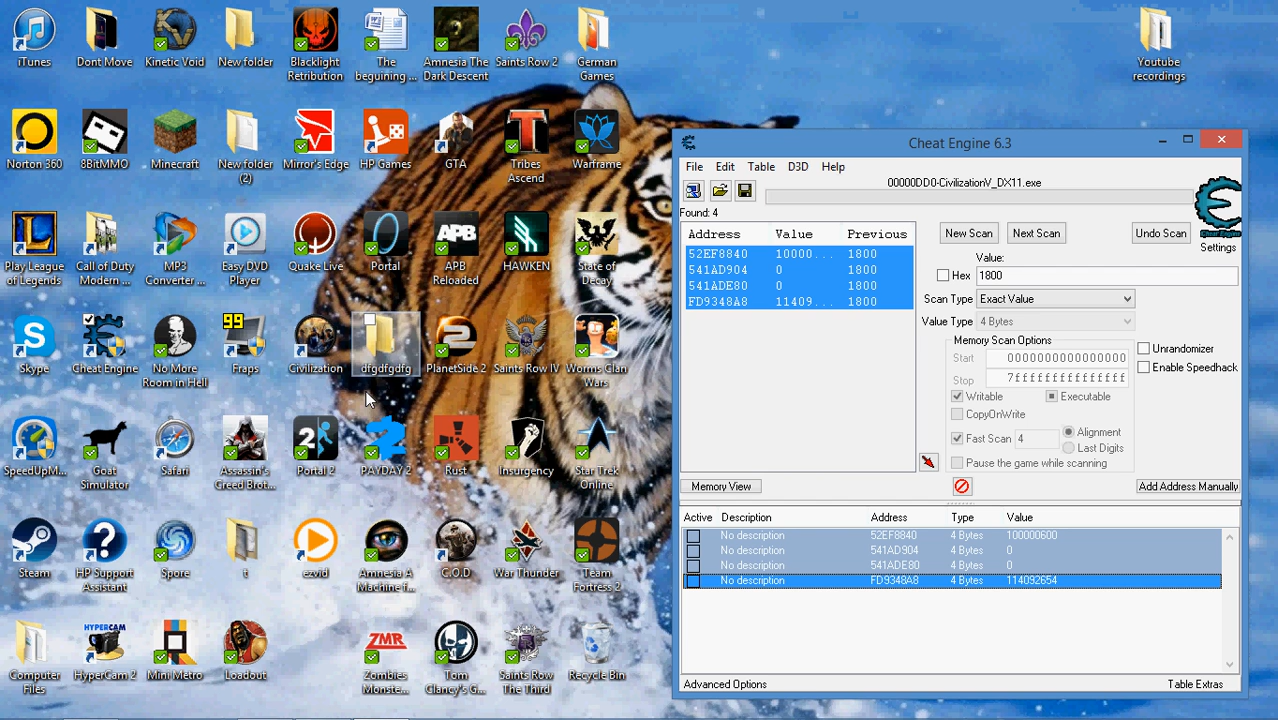 iTunes
Dont Move
Kinetic Void
New folder
Blacklight
Retribution
The
beguining ...
Amnesia The
Dark Descent
Saints Row 2
German
Games
Youtube
recordings
Norton 360
8BitMMO
Minecraft
New folder
(2)
Mirror's Edge
HP Games
GTA
Tribes
Ascend
Warframe
Play League
of Legends
Call of Duty
Modern ...
MP3
Converter ...
Easy DVD
Player
Quake Live
Portal
APB
APB
Reloaded
HAWKEN
State of
Decay
Skype
Cheat Engine
No More
Room in Hell
99
Fraps
Civilization
dfgdfgdfg
PlanetSide 2
Saints Row IV
Worms Clan
Wars
SpeedUpM...
Goat
Simulator
Safari
Assassin's
Creed Brot...
Portal 2
PAYDAY 2
Rust
Insurgency
Star Trek
Online
Steam
HP Support
Assistant
Spore
t
ezvid
Amnesia A
Machine f...
C.O.D
War Thunder
Team
Fortress 2
Computer
Files
HYPERCAM
HyperCam 2
Mini Metro
Loadout
ZMR
Zombies
Monste...
Tom
Clancy's G...
Saints Row
The Third
Recycle Bin
Cheat Engine 6.3
File Edit Table D3D Help
00000DD0-CivilizationV_DX11.exe
Found: 4
Address Value Previous
52EF8840 10000... 1800
541AD904 0 1800
541ADE80 0 1800
FD9348A8 11409... 1800
New Scan Next Scan Undo Scan
Cheat Engine
Settings
Value:
Hex 1800
Scan Type Exact Value
Value Type 4 Bytes
Memory Scan Options
Start 0000000000000000
Stop 7fffffffffffffff
Writable Executable
CopyOnWrite
Fast Scan 4 Alignment
Last Digits
Pause the game while scanning
Unrandomizer
Enable Speedhack
Memory View
Add Address Manually
Active Description Address Type Value
No description 52EF8840 4 Bytes 100000600
No description 541AD904 4 Bytes 0
No description 541ADE80 4 Bytes 0
No description FD9348A8 4 Bytes 114092654
Advanced Options
Table Extras